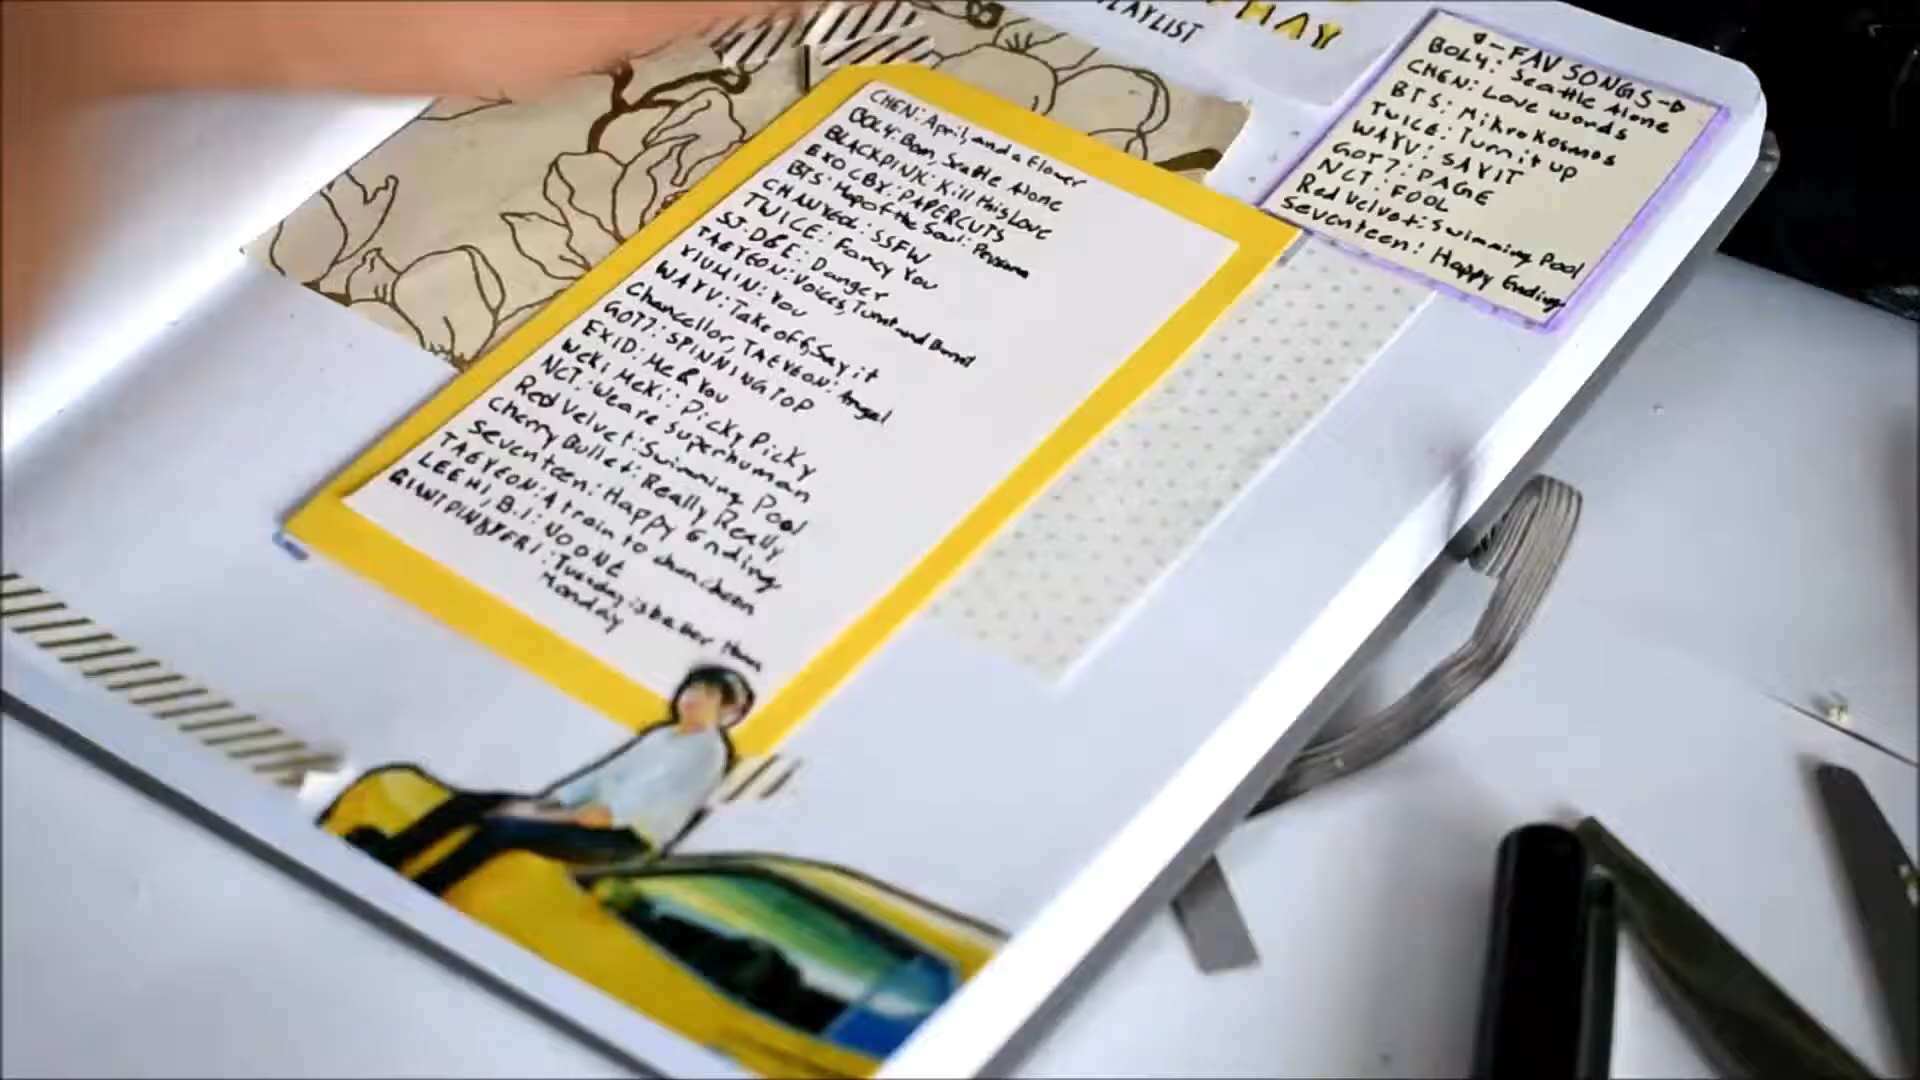 PLAYLIST
CHEN: April, and a flower
BOL4: Bom, Seattle Alone
BLACKPINK: Kill this Love
EXO CBX: PAPERCUTS
BTS: Map of the Soul: Persona
CHANYEOL: SSFW
TWICE: Fancy You
SJ-D&E: Danger
TAEYEON: Voices, Turnt and Burnt
XIUMIN: You
WAYV: Take off, Say it
Chancellor, TAEYEON: Angel
GOT7: SPINNING TOP
EXID: Me & You
Weki Meki: Picky Picky
NCT: We are superhuman
Red Velvet: Swimming Pool
Cherry Bullet: Really Really
Seventeen: Happy Ending
TAEYEON: A train to chuncheon
LEEHI, B.I: NO ONE
Tuesday is better than
Monday
- FAV SONGS -
BOL4: Seattle Alone
CHEN: Love words
BTS: Mikrokosmos
TWICE: Turn it up
WAYV: SAY IT
GOT7: PAGE
NCT: FOOL
Red Velvet: Swimming Pool
Seventeen: Happy Ending